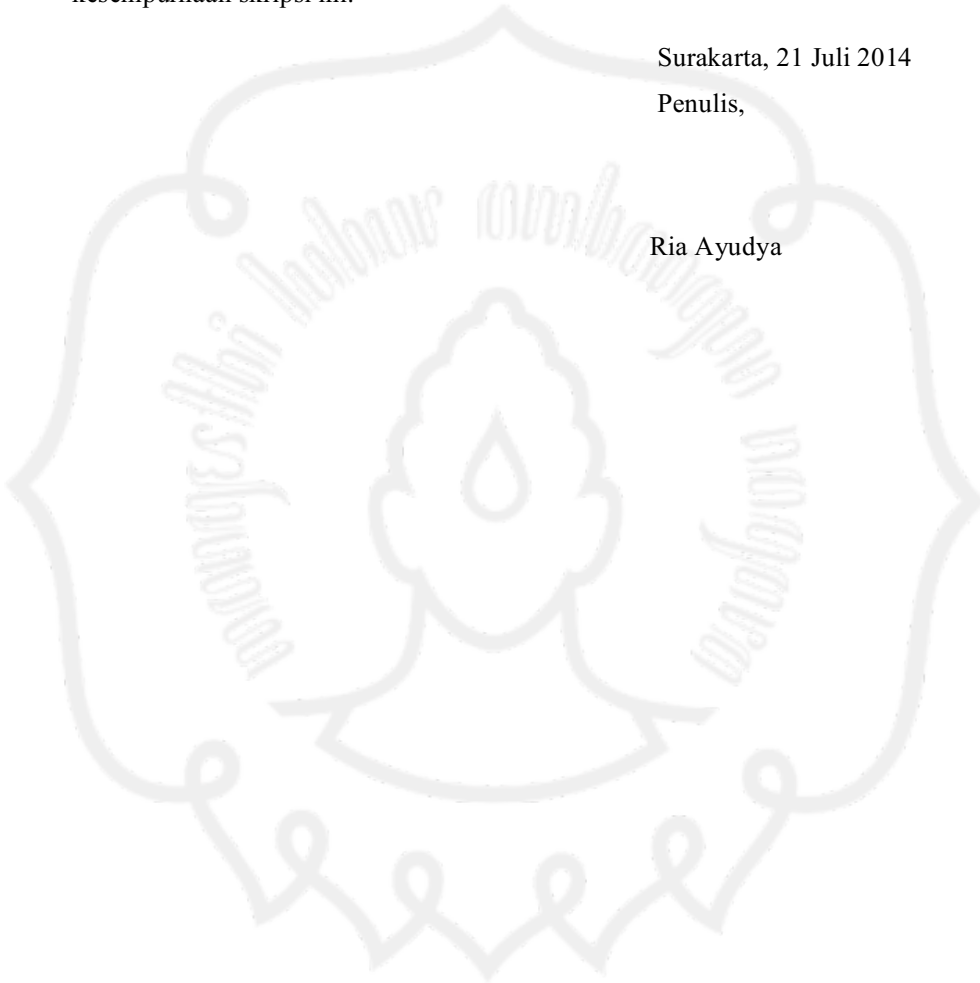 kesempurnaan skripsi ini.
Surakarta, 21 Juli 2014
Penulis,
Ria Ayudya